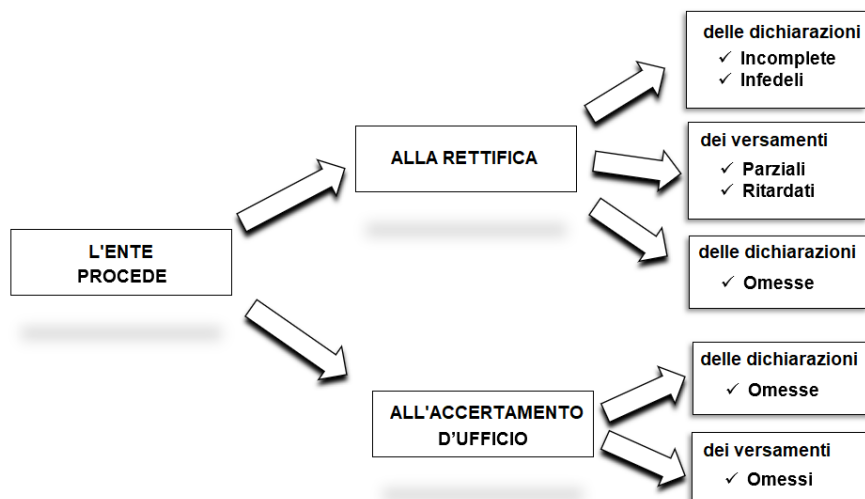 L'ENTE
PROCEDE
ALLA RETTIFICA
delle dichiarazioni
✓ Incomplete
✓ Infedeli
dei versamenti
✓ Parziali
✓ Ritardati
delle dichiarazioni
✓ Omesse
ALL'ACCERTAMENTO
D'UFFICIO
delle dichiarazioni
✓ Omesse
dei versamenti
✓ Omessi